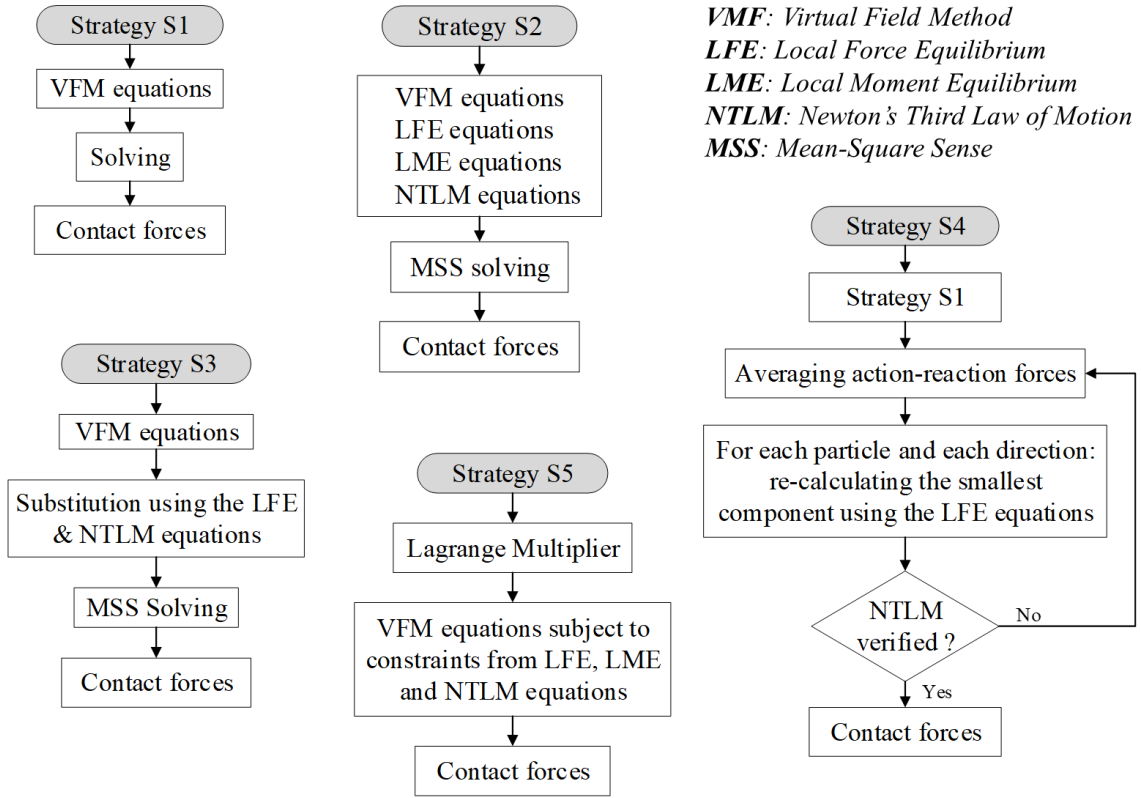 Strategy S1
VFM equations
Solving
Contact forces
Strategy S2
VFM equations
LFE equations
LME equations
NTLM equations
MSS solving
Contact forces
VMF: Virtual Field Method
LFE: Local Force Equilibrium
LME: Local Moment Equilibrium
NTLM: Newton's Third Law of Motion
MSS: Mean-Square Sense
Strategy S3
VFM equations
Substitution using the LFE
& NTLM equations
MSS Solving
Contact forces
Strategy S5
Lagrange Multiplier
VFM equations subject to
constraints from LFE, LME
and NTLM equations
Contact forces
Strategy S4
Strategy S1
Averaging action-reaction forces
For each particle and each direction:
re-calculating the smallest
component using the LFE equations
NTLM
verified ?
No
Yes
Contact forces